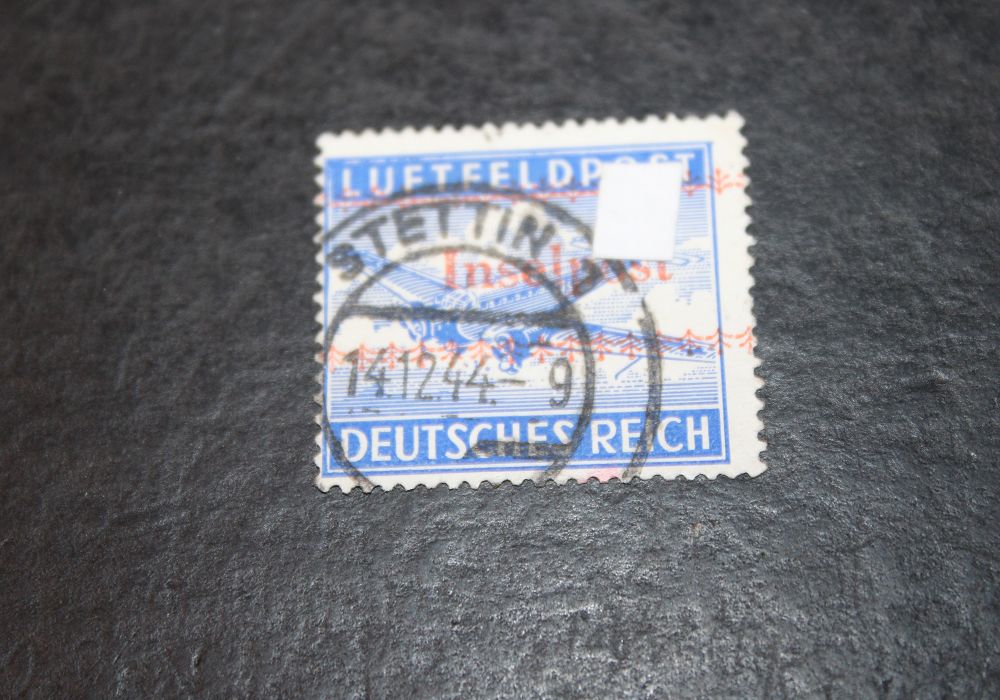 LUFTFELDPOST
STETTIN
Inselpost
14.12.44.-9
DEUTSCHES REICH